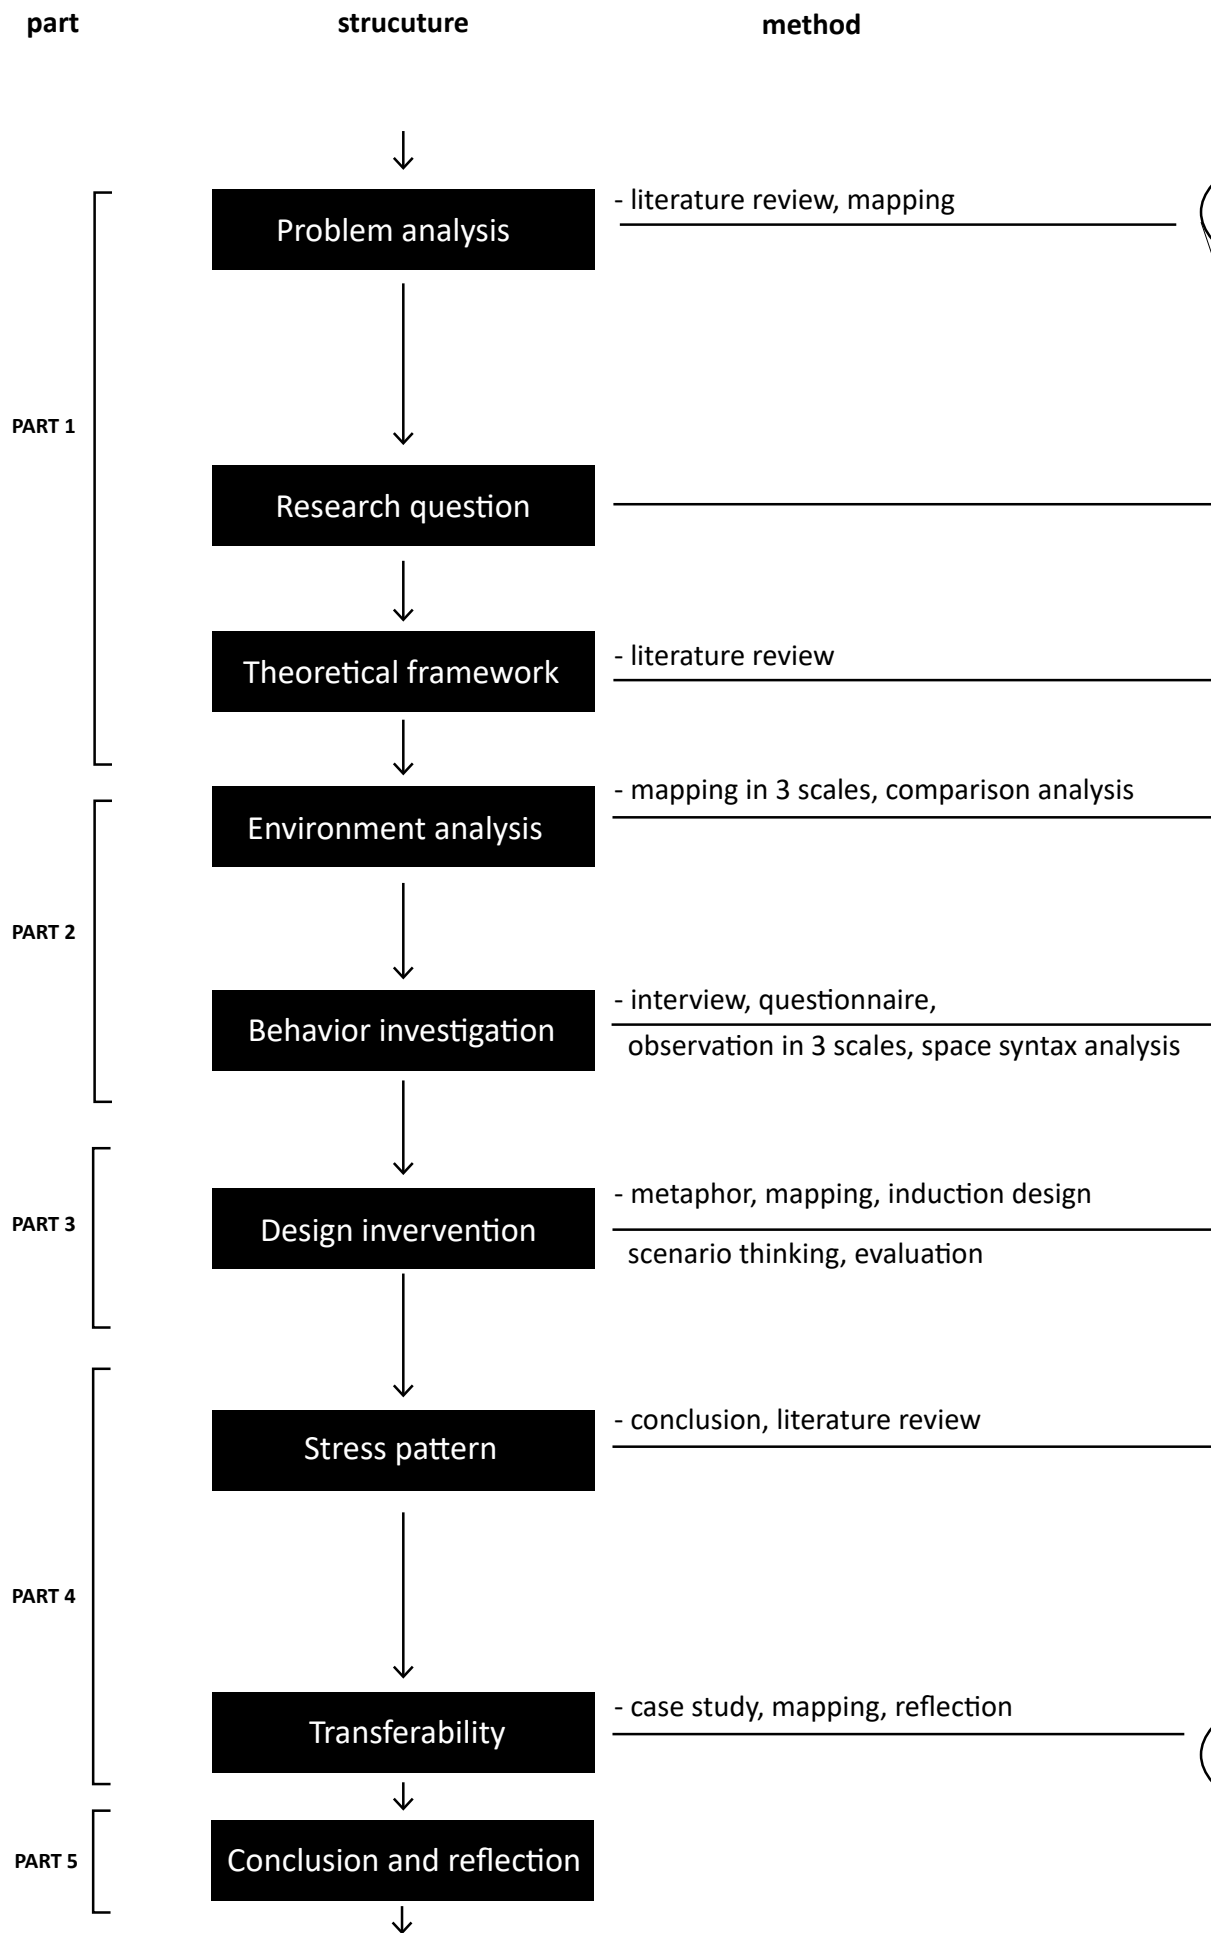 part
strucuture
method
Problem analysis
- literature review, mapping
PART 1
Research question
Theoretical framework
- literature review
Environment analysis
- mapping in 3 scales, comparison analysis
PART 2
Behavior investigation
- interview, questionnaire,
observation in 3 scales, space syntax analysis
Design invervention
- metaphor, mapping, induction design
scenario thinking, evaluation
PART 3
Stress pattern
- conclusion, literature review
PART 4
Transferability
- case study, mapping, reflection
Conclusion and reflection
PART 5